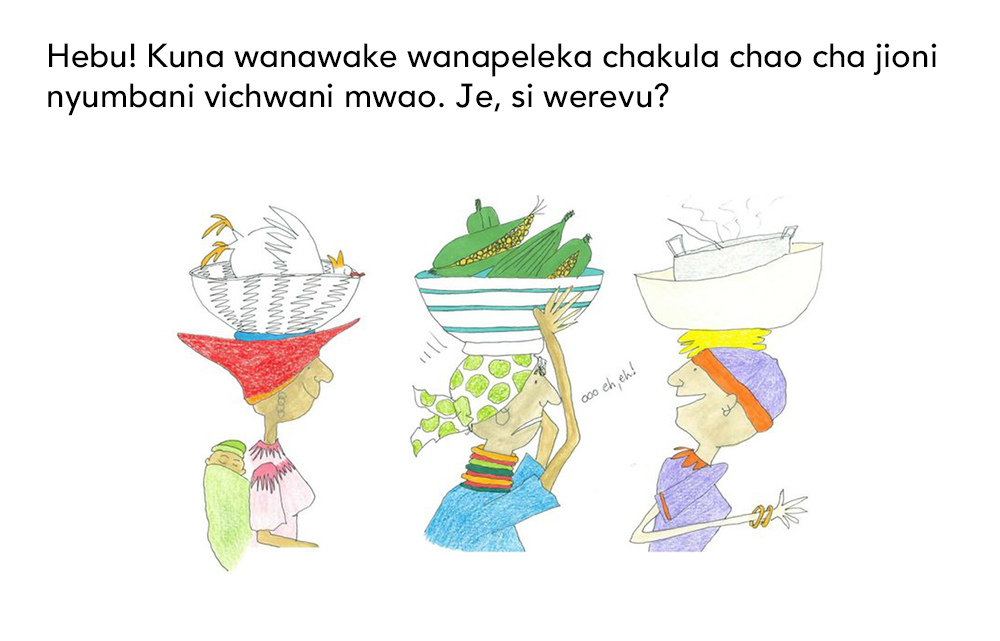 Hebu! Kuna wanawake wanapeleka chakula chao cha jioni
nyumbani vichwani mwao. Je, si werevu?
ooo eh, eh!